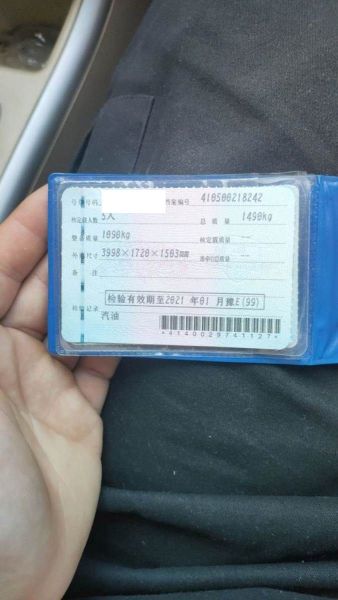 号牌号码 档案编号 410500218242
核定载人数 5人 总质量 1490kg
整备质量 1090kg 核定载质量 --
外廓尺寸 3998×1720×1503mm 准牵引总质量 --
备注
检验有效期至2021年01月豫E(99)
检验记录
汽油
*4140029741127*